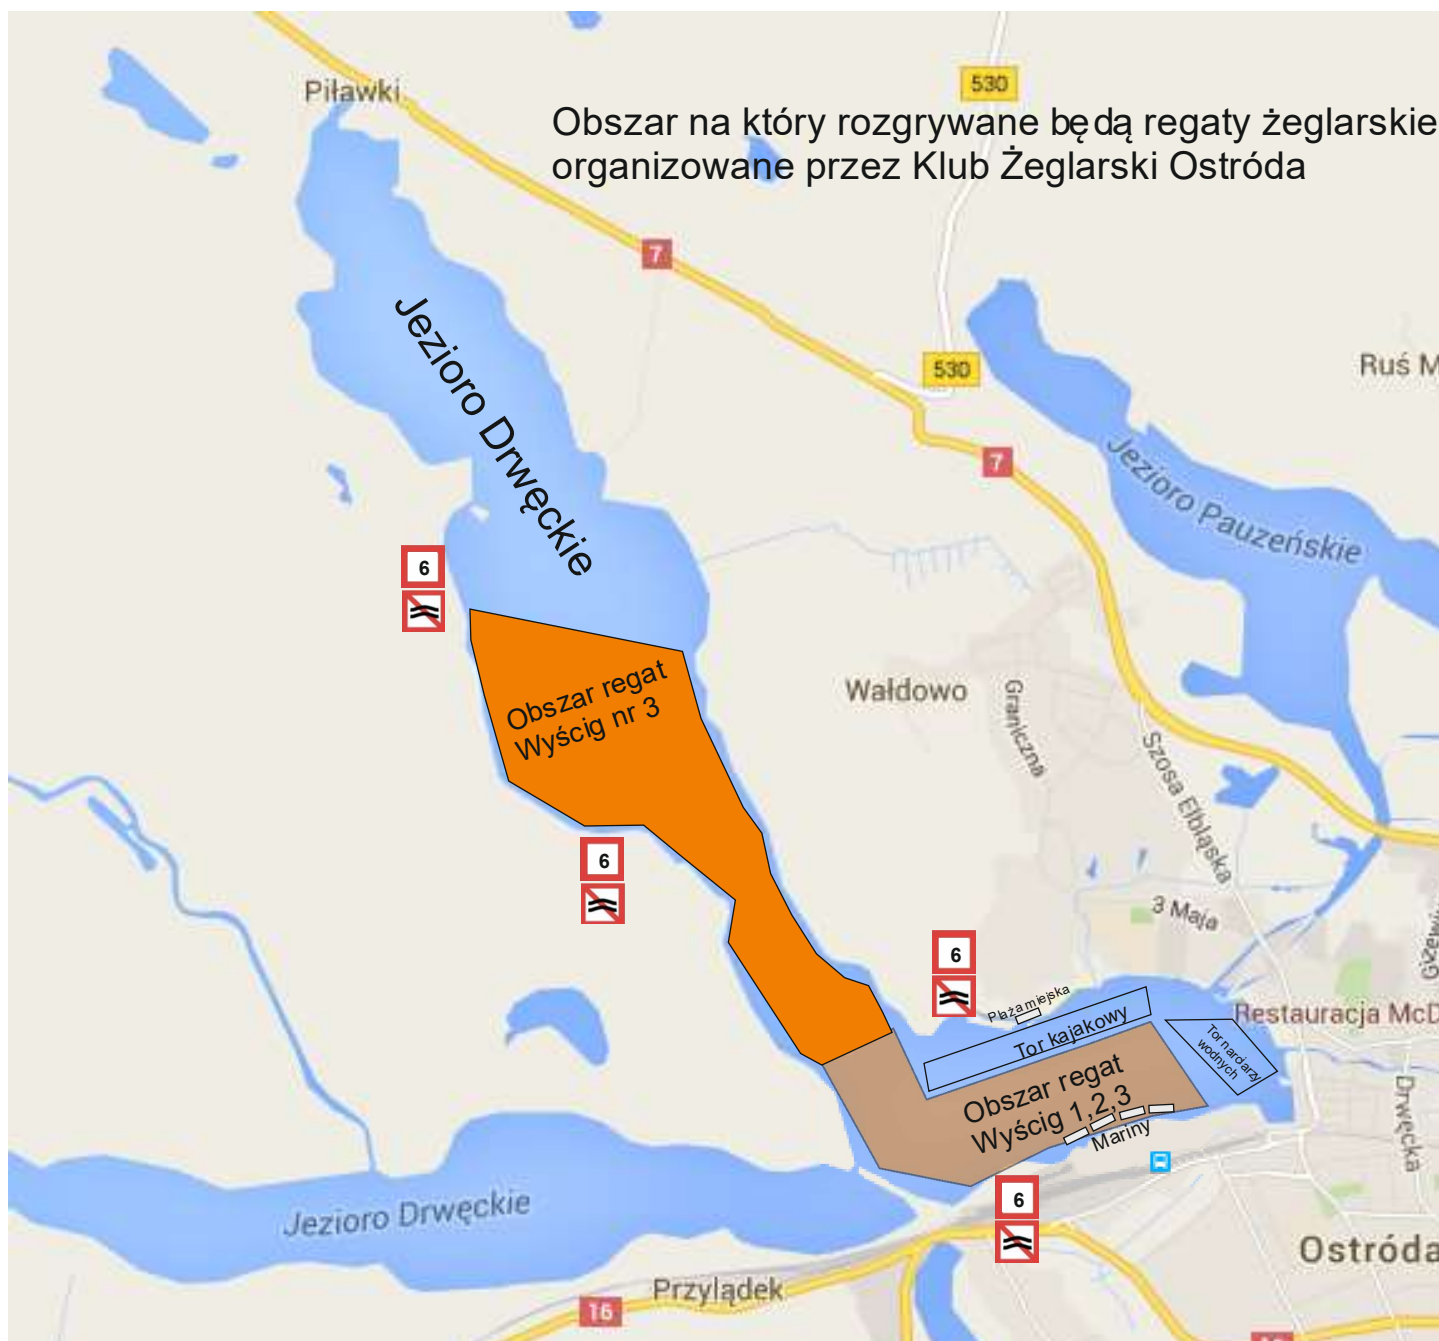 Piławki
530
Obszar na który rozgrywane będą regaty żeglarskie
organizowane przez Klub Żeglarski Ostróda
7
530
Ruś M
7
Jezioro Drwęckie
Jezioro Pauzeńskie
6
Obszar regat
Wyścig nr 3
Wałdowo
Graniczna
Szosa Elbląska
6
3 Maja
6
Plaża miejska
Tor kajakowy
Restauracja McD
Tor narciarzy
wodnych
Obszar regat
Wyścig 1,2,3
Mariny
Drwęcka
6
Jezioro Drwęckie
Ostróda
Przylądek
16